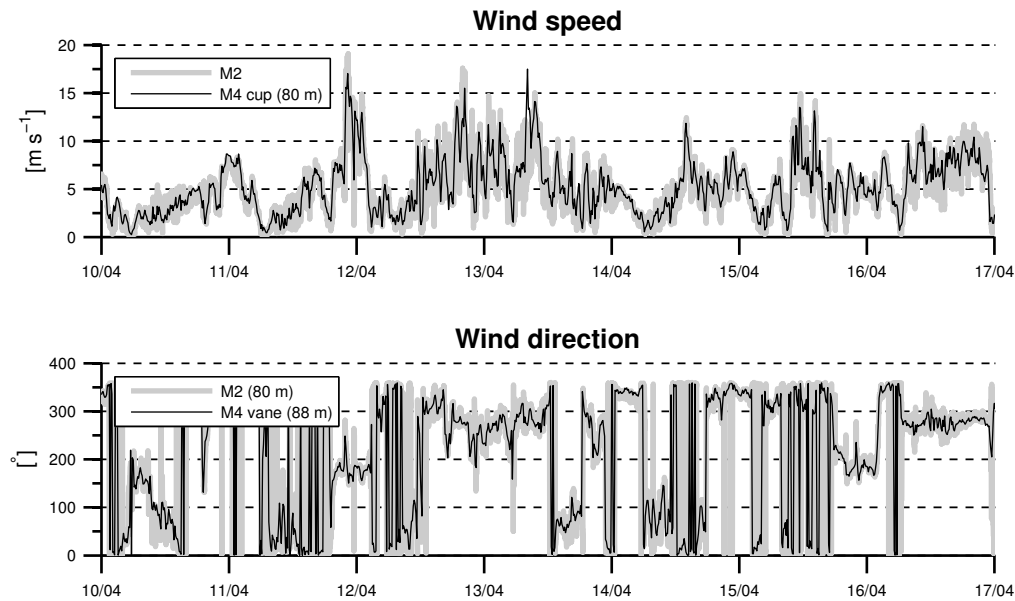 Wind speed
[m s⁻¹]
20
15
10
5
0
M2
M4 cup (80 m)
10/04 11/04 12/04 13/04 14/04 15/04 16/04 17/04
Wind direction
[°]
400
300
200
100
0
M2 (80 m)
M4 vane (88 m)
10/04 11/04 12/04 13/04 14/04 15/04 16/04 17/04